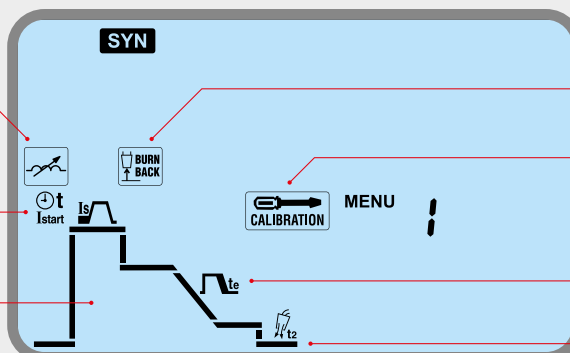 SYN
BURN
BACK
t
Istart
Is
CALIBRATION
MENU
1
te
t2